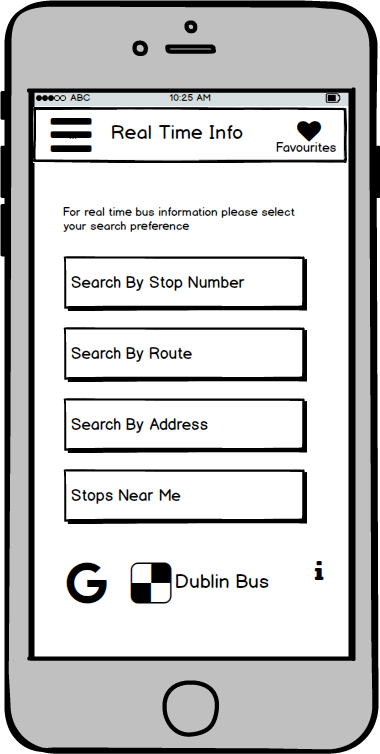 ABC
10:25 AM
Real Time Info
Favourites
For real time bus information please select
your search preference
Search By Stop Number
Search By Route
Search By Address
Stops Near Me
G
Dublin Bus
i